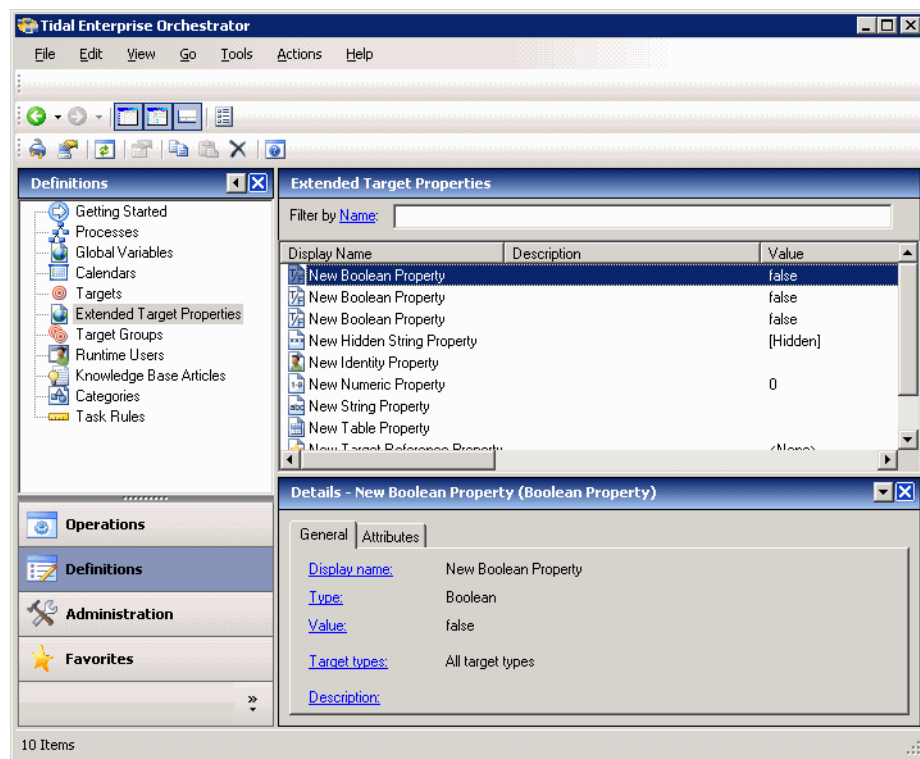 Tidal Enterprise Orchestrator
File Edit View Go Tools Actions Help
Definitions
Getting Started
Processes
Global Variables
Calendars
Targets
Extended Target Properties
Target Groups
Runtime Users
Knowledge Base Articles
Categories
Task Rules
Operations
Definitions
Administration
Favorites
Extended Target Properties
Filter by Name:
Display Name Description Value
New Boolean Property false
New Boolean Property false
New Boolean Property false
New Hidden String Property [Hidden]
New Identity Property
New Numeric Property 0
New String Property
New Table Property
New Target Reference Property <None>
Details - New Boolean Property (Boolean Property)
General Attributes
Display name: New Boolean Property
Type: Boolean
Value: false
Target types: All target types
Description:
10 Items